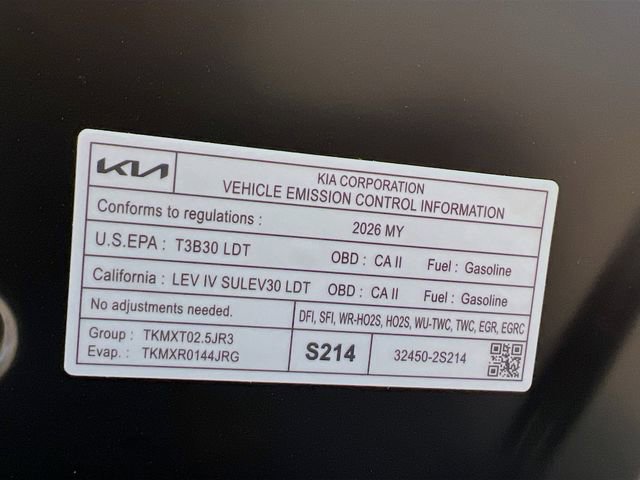 KIA
KIA CORPORATION
VEHICLE EMISSION CONTROL INFORMATION
Conforms to regulations : 2026 MY
U.S.EPA : T3B30 LDT OBD : CA II Fuel : Gasoline
California : LEV IV SULEV30 LDT OBD : CA II Fuel : Gasoline
No adjustments needed. DFI, SFI, WR-HO2S, HO2S, WU-TWC, TWC, EGR, EGRC
Group : TKMXT02.5JR3
Evap. : TKMXR0144JRG
S214
32450-2S214